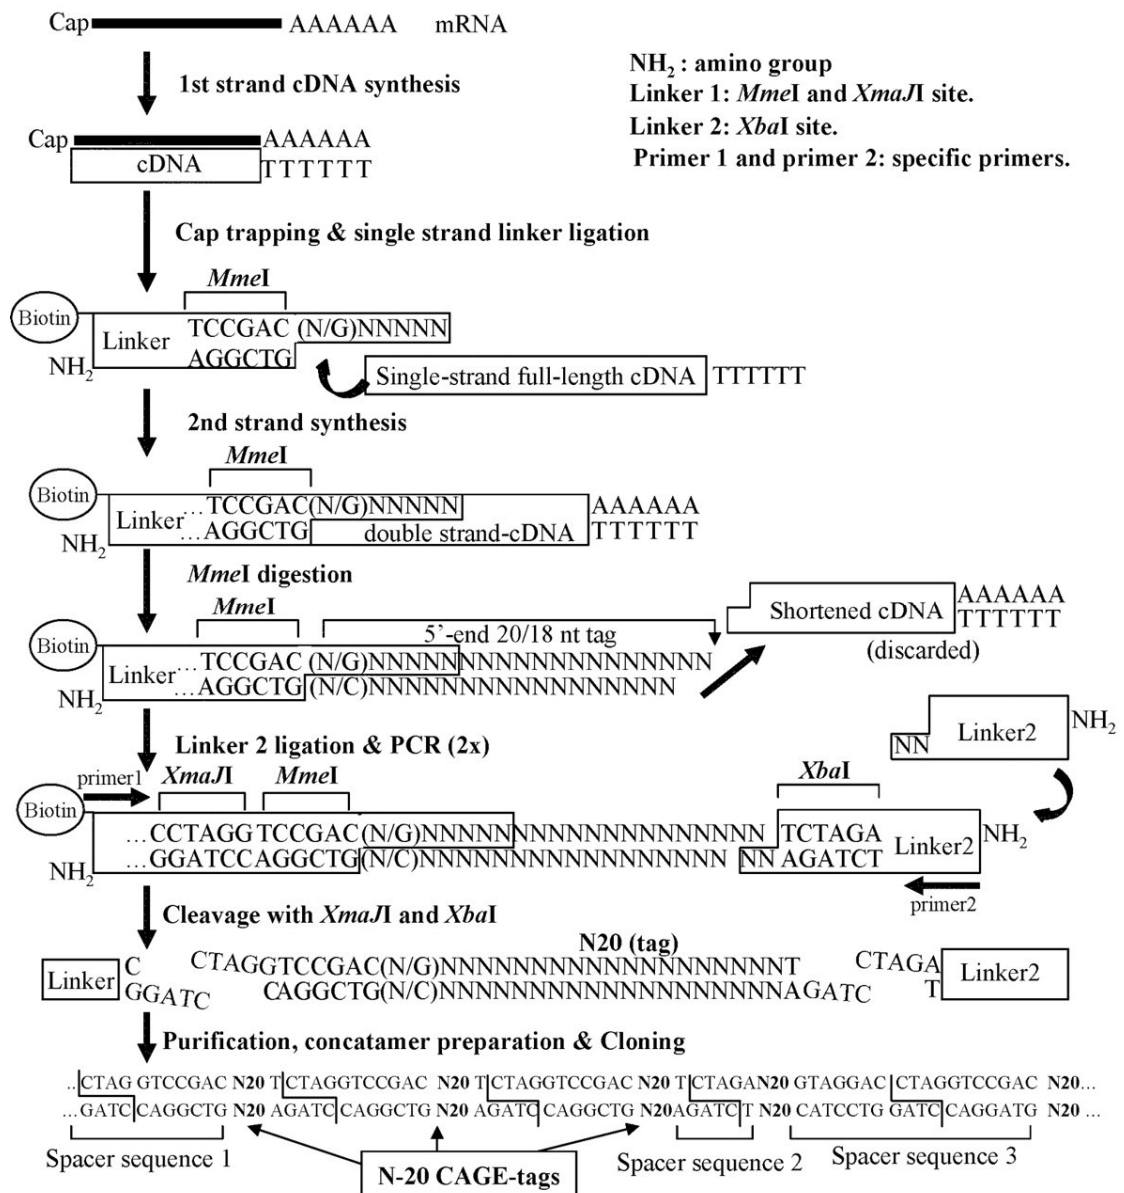 Cap AAAAAA mRNA
1st strand cDNA synthesis
NH2 : amino group
Linker 1: MmeI and XmaJI site.
Linker 2: XbaI site.
Primer 1 and primer 2: specific primers.
Cap AAAAAA
cDNA TTTTTT
Cap trapping & single strand linker ligation
MmeI
Biotin
Linker TCCGAC (N/G)NNNNN
AGGCTG
NH2
Single-strand full-length cDNA TTTTTT
2nd strand synthesis
MmeI
Biotin
Linker ...TCCGAC(N/G)NNNNN AAAAAA
...AGGCTG double strand-cDNA TTTTTT
NH2
MmeI digestion
MmeI
5'-end 20/18 nt tag
Shortened cDNA AAAAAA
TTTTTT
(discarded)
Biotin
Linker ...TCCGAC (N/G)NNNNNNNNNNNNNNNNNNN
...AGGCTG (N/C)NNNNNNNNNNNNNNNNN
NH2
Linker 2 ligation & PCR (2x)
NN Linker2 NH2
primer1
XmaJI MmeI XbaI
Biotin
...CCTAGG TCCGAC(N/G)NNNNNNNNNNNNNNNNNNN TCTAGA
...GGATCCAGGCTG(N/C)NNNNNNNNNNNNNNNNN NN AGATCT Linker2 NH2
NH2
primer2
Cleavage with XmaJI and XbaI
N20 (tag)
Linker C CTAGGTCCGAC(N/G)NNNNNNNNNNNNNNNNNNNT CTAGA Linker2
GGATC CAGGCTG(N/C)NNNNNNNNNNNNNNNNNNNAGATC T
Purification, concatamer preparation & Cloning
..CTAG GTCCGAC N20 T CTAGGTCCGAC N20 T CTAGGTCCGAC N20 T CTAGAN20 GTAGGAC CTAGGTCCGAC N20...
...GATC CAGGCTG N20 AGATC CAGGCTG N20 AGATC CAGGCTG N20AGATC T N20 CATCCTG GATC CAGGATG N20 ...
Spacer sequence 1 Spacer sequence 2 Spacer sequence 3
N-20 CAGE-tags